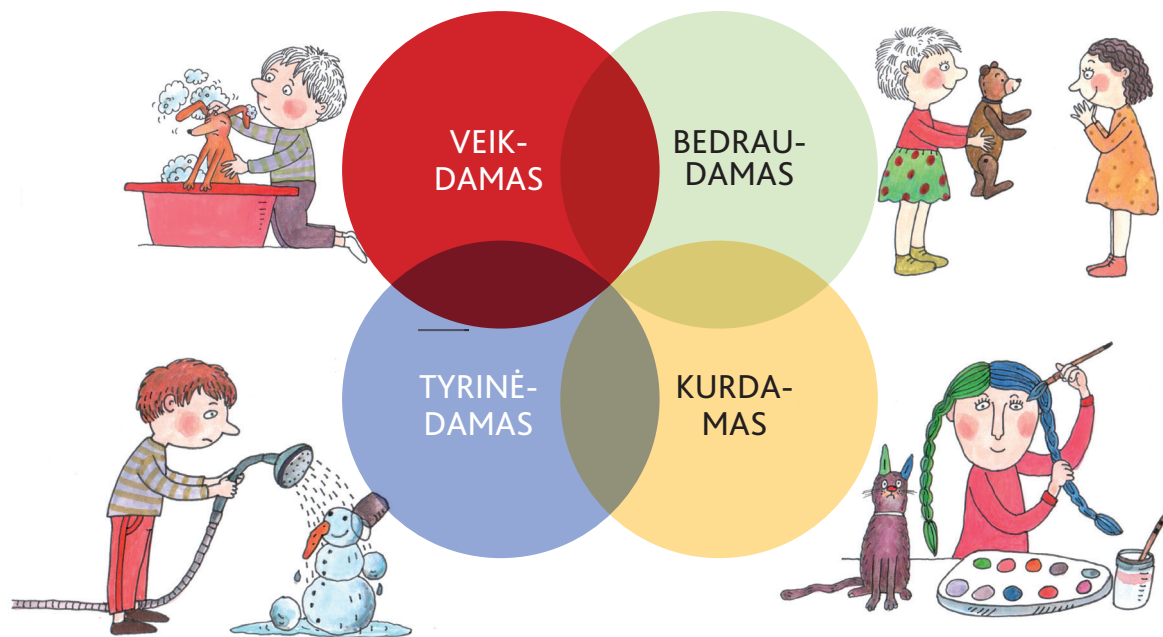 VEIK-
DAMAS
BEDRAU-
DAMAS
TYRINĖ-
DAMAS
KURDA-
MAS